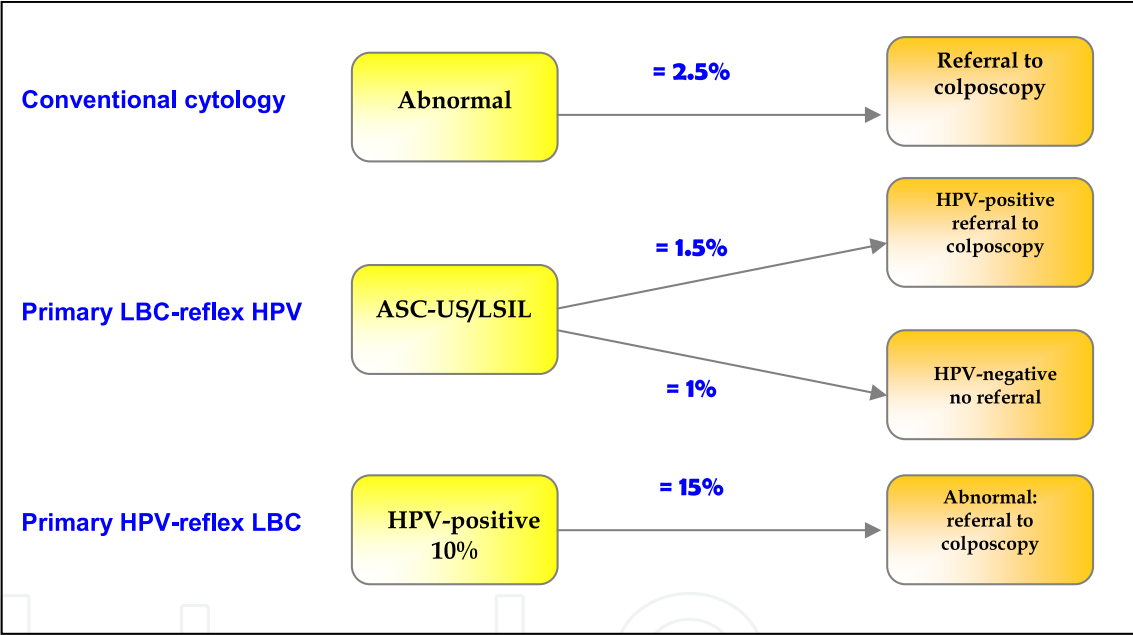 Conventional cytology
Abnormal
= 2.5%
Referral to
colposcopy
Primary LBC-reflex HPV
ASC-US/LSIL
= 1.5%
HPV-positive
referral to
colposcopy
= 1%
HPV-negative
no referral
Primary HPV-reflex LBC
HPV-positive
10%
= 15%
Abnormal:
referral to
colposcopy